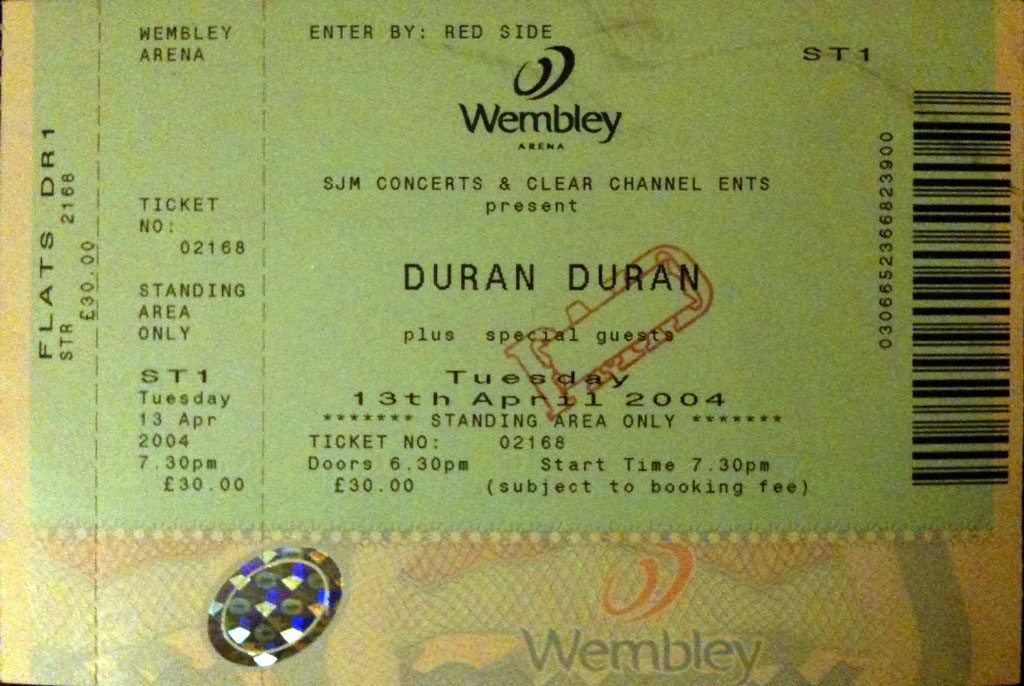 FLATS DR1
STR 2168
£30.00
WEMBLEY
ARENA
TICKET
NO:
02168
STANDING
AREA
ONLY
ST1
Tuesday
13 Apr
2004
7.30pm
£30.00
ENTER BY: RED SIDE
ST1
Wembley
ARENA
SJM CONCERTS & CLEAR CHANNEL ENTS
present
DURAN DURAN
plus special guests
Tuesday
13th April 2004
******* STANDING AREA ONLY *******
TICKET NO: 02168
Doors 6.30pm Start Time 7.30pm
£30.00 (subject to booking fee)
0306652366823900
Wembley